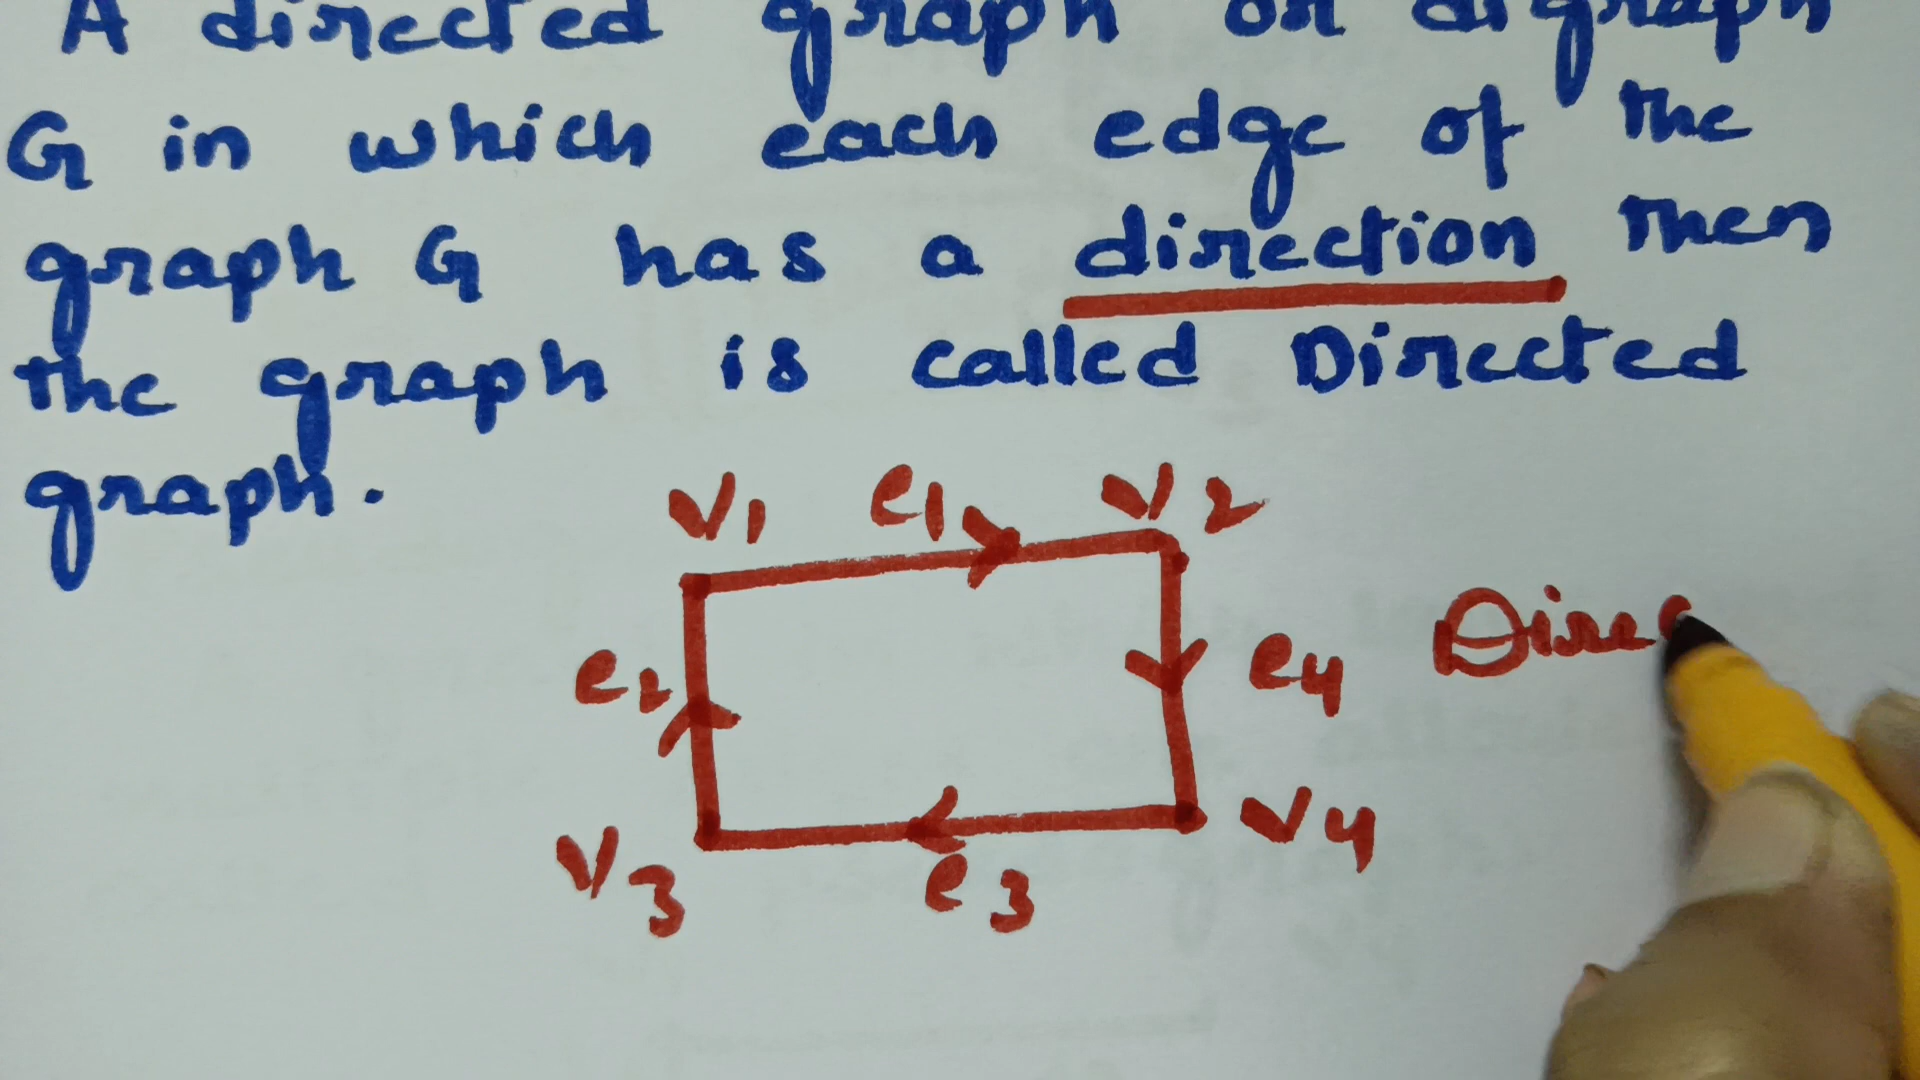 A directed graph or digraph
G in which each edge of the
graph G has a direction then
the graph is called Directed
graph.
V1 e1 V2
e2 e4 Direc
V3 e3 V4